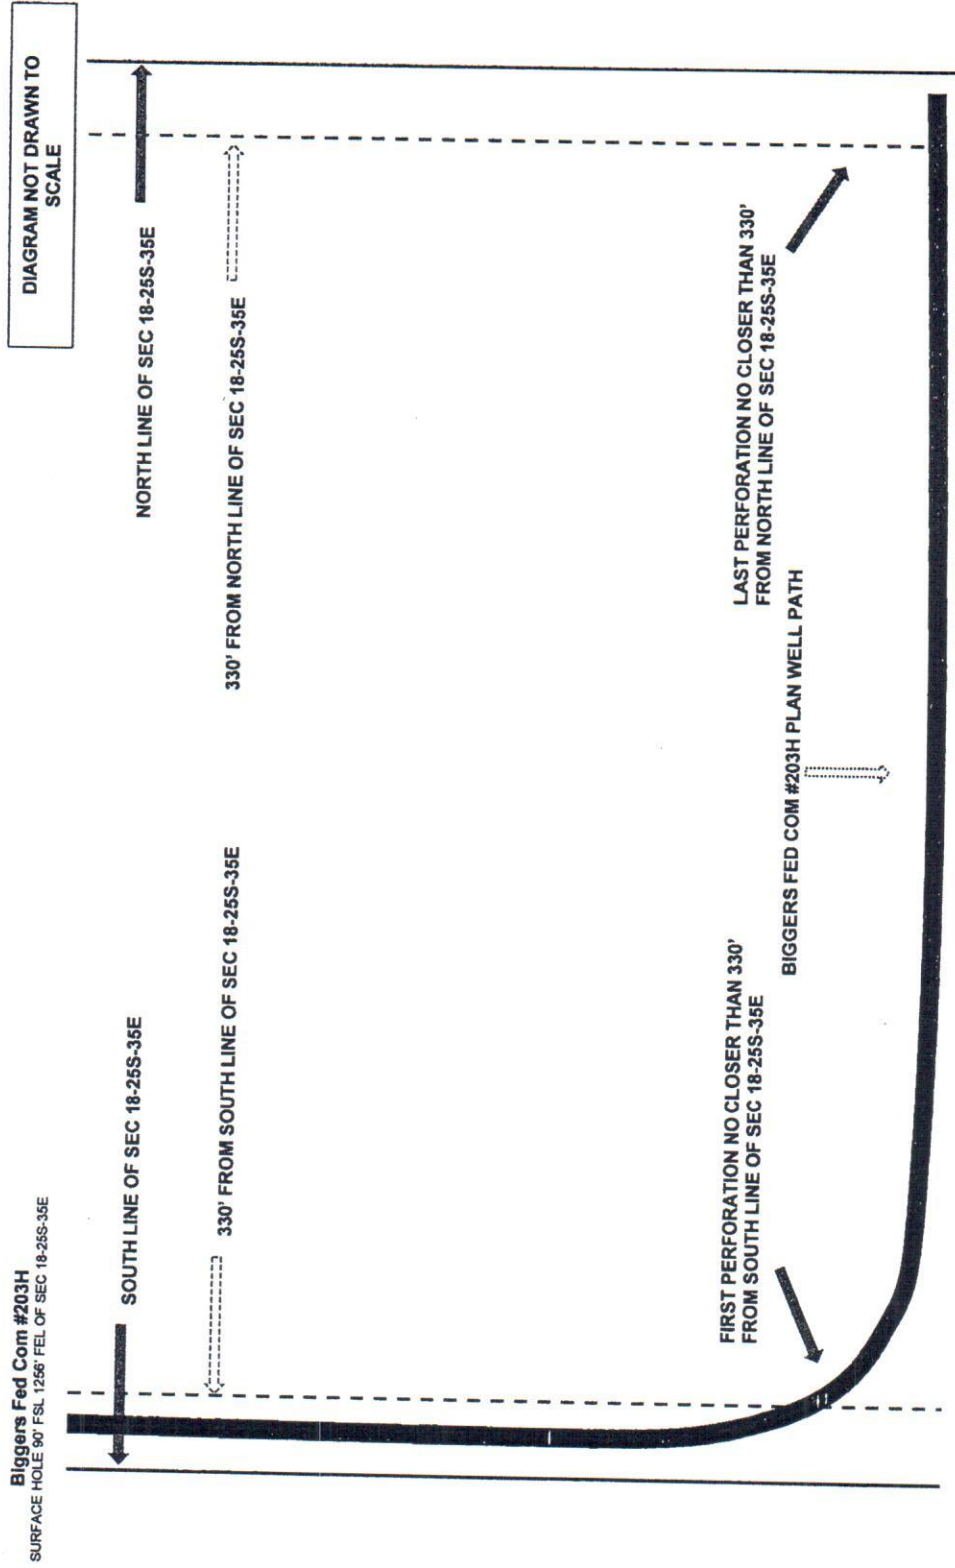 Biggers Fed Com #203H
SURFACE HOLE 90' FSL 1256' FEL OF SEC 18-25S-35E
DIAGRAM NOT DRAWN TO
SCALE
SOUTH LINE OF SEC 18-25S-35E
NORTH LINE OF SEC 18-25S-35E
330' FROM SOUTH LINE OF SEC 18-25S-35E
330' FROM NORTH LINE OF SEC 18-25S-35E
FIRST PERFORATION NO CLOSER THAN 330'
FROM SOUTH LINE OF SEC 18-25S-35E
LAST PERFORATION NO CLOSER THAN 330'
FROM NORTH LINE OF SEC 18-25S-35E
BIGGERS FED COM #203H PLAN WELL PATH